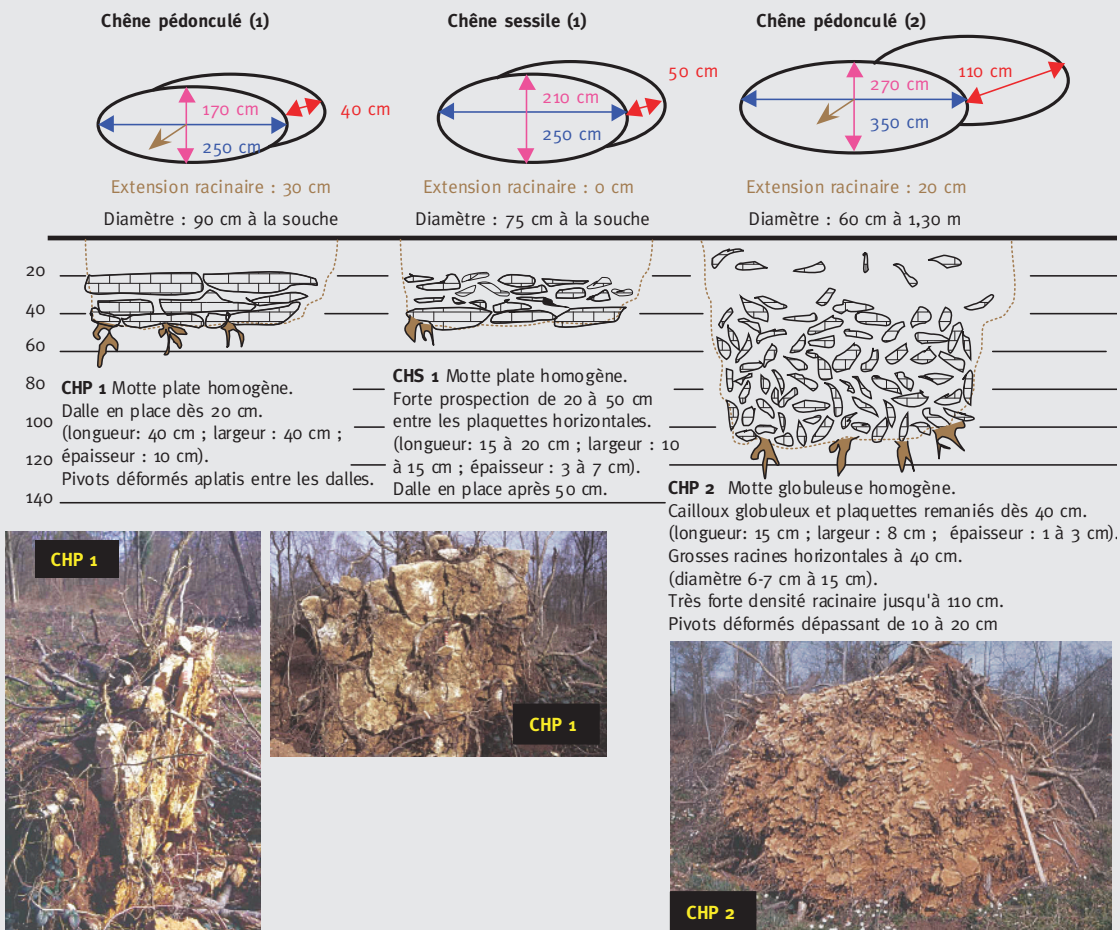 Chêne pédonculé (1)
170 cm
250 cm
40 cm
Extension racinaire : 30 cm
Diamètre : 90 cm à la souche
Chêne sessile (1)
210 cm
250 cm
50 cm
Extension racinaire : 0 cm
Diamètre : 75 cm à la souche
Chêne pédonculé (2)
270 cm
350 cm
110 cm
Extension racinaire : 20 cm
Diamètre : 60 cm à 1,30 m
20
40
60
80
100
120
140
CHP 1 Motte plate homogène.
Dalle en place dès 20 cm.
(longueur: 40 cm ; largeur : 40 cm ;
épaisseur : 10 cm).
Pivots déformés aplatis entre les dalles.
CHS 1 Motte plate homogène.
Forte prospection de 20 à 50 cm
entre les plaquettes horizontales.
(longueur: 15 à 20 cm ; largeur : 10
à 15 cm ; épaisseur : 3 à 7 cm).
Dalle en place après 50 cm.
CHP 2 Motte globuleuse homogène.
Cailloux globuleux et plaquettes remaniés dès 40 cm.
(longueur: 15 cm ; largeur : 8 cm ; épaisseur : 1 à 3 cm).
Grosses racines horizontales à 40 cm.
(diamètre 6-7 cm à 15 cm).
Très forte densité racinaire jusqu'à 110 cm.
Pivots déformés dépassant de 10 à 20 cm
CHP 1
CHP 1
CHP 2